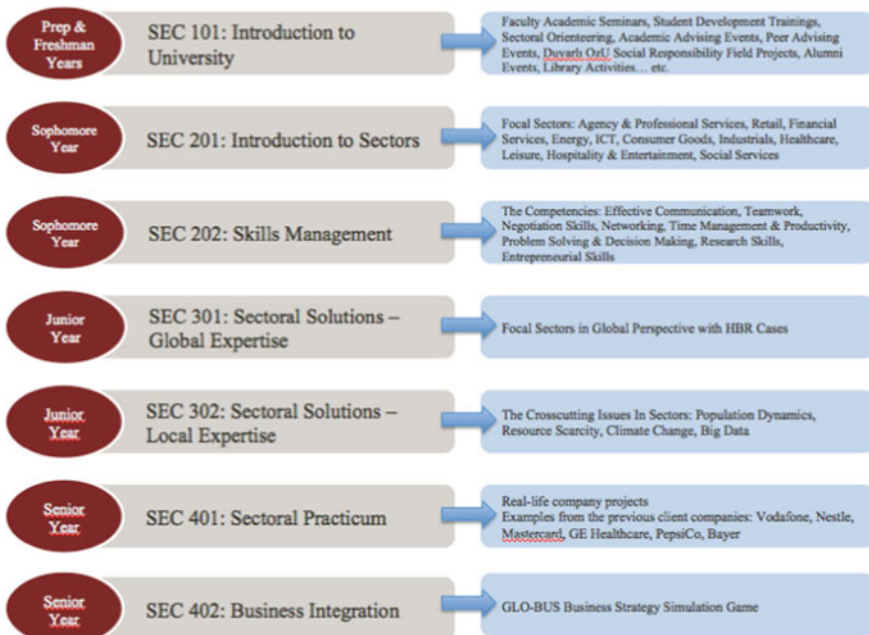 Prep &
Freshman
Years
SEC 101: Introduction to
University
Faculty Academic Seminars, Student Development Trainings,
Sectoral Orienteering, Academic Advising Events, Peer Advising
Events, Duvarlı OzU Social Responsibility Field Projects, Alumni
Events, Library Activities… etc.
Sophomore
Year
SEC 201: Introduction to Sectors
Focal Sectors: Agency & Professional Services, Retail, Financial
Services, Energy, ICT, Consumer Goods, Industrials, Healthcare,
Leisure, Hospitality & Entertainment, Social Services
Sophomore
Year
SEC 202: Skills Management
The Competencies: Effective Communication, Teamwork,
Negotiation Skills, Networking, Time Management & Productivity,
Problem Solving & Decision Making, Research Skills,
Entrepreneurial Skills
Junior
Year
SEC 301: Sectoral Solutions –
Global Expertise
Focal Sectors in Global Perspective with HBR Cases
Junior
Year
SEC 302: Sectoral Solutions –
Local Expertise
The Crosscutting Issues In Sectors: Population Dynamics,
Resource Scarcity, Climate Change, Big Data
Senior
Year
SEC 401: Sectoral Practicum
Real-life company projects
Examples from the previous client companies: Vodafone, Nestle,
Mastercard, GE Healthcare, PepsiCo, Bayer
Senior
Year
SEC 402: Business Integration
GLO-BUS Business Strategy Simulation Game